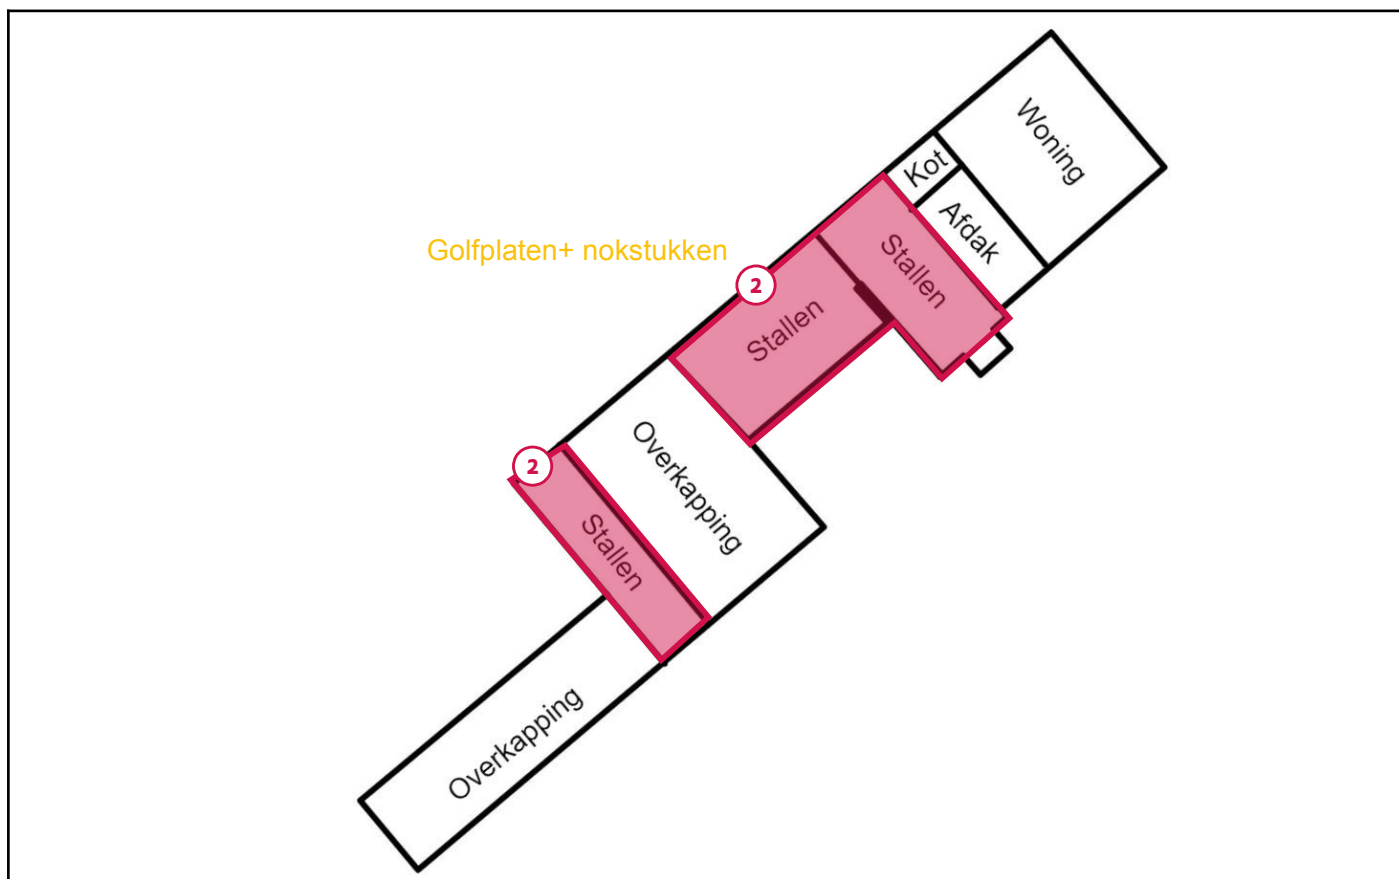 Woning
Kot
Afdak
Stallen
Golfplaten+ nokstukken
2
Stallen
Overkapping
2
Stallen
Overkapping